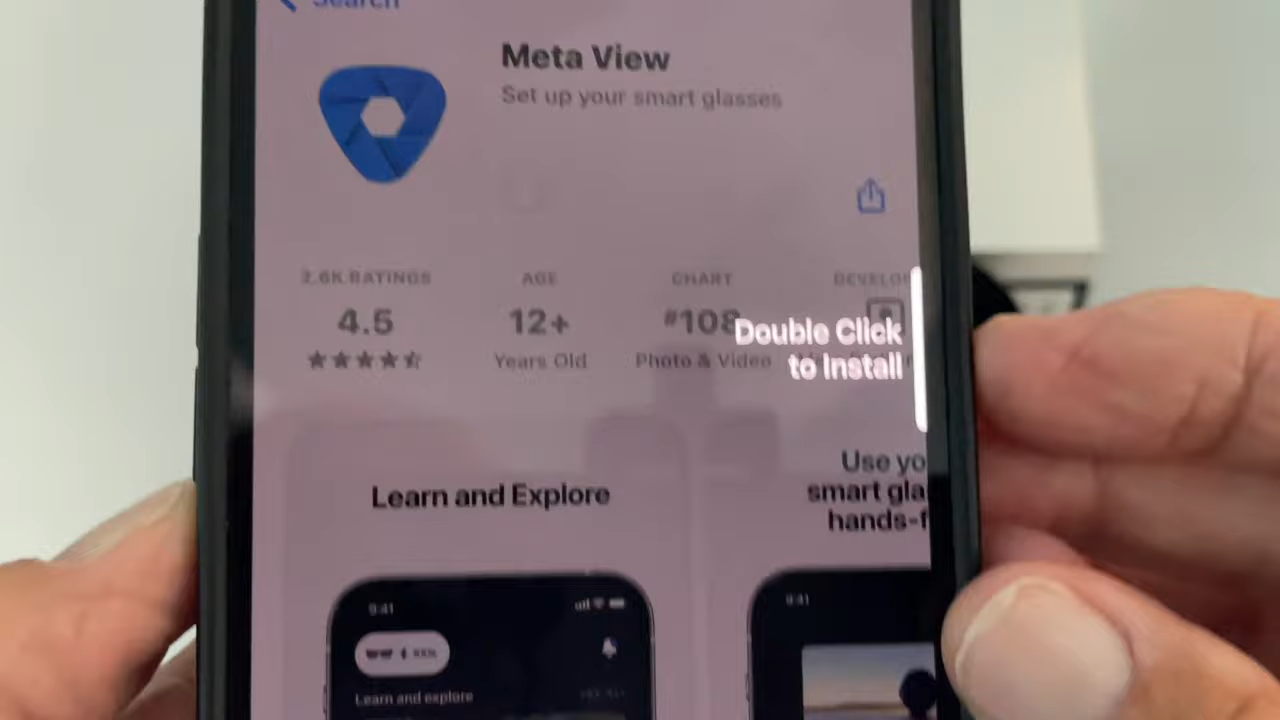 Search
Meta View
Set up your smart glasses
2.6K RATINGS
4.5
AGE
12+
Years Old
CHART
#108
Photo & Video
DEVELOP
Double Click
to Install
Learn and Explore
Use yo
smart gla
hands-f
9:41
Learn and explore
9:41